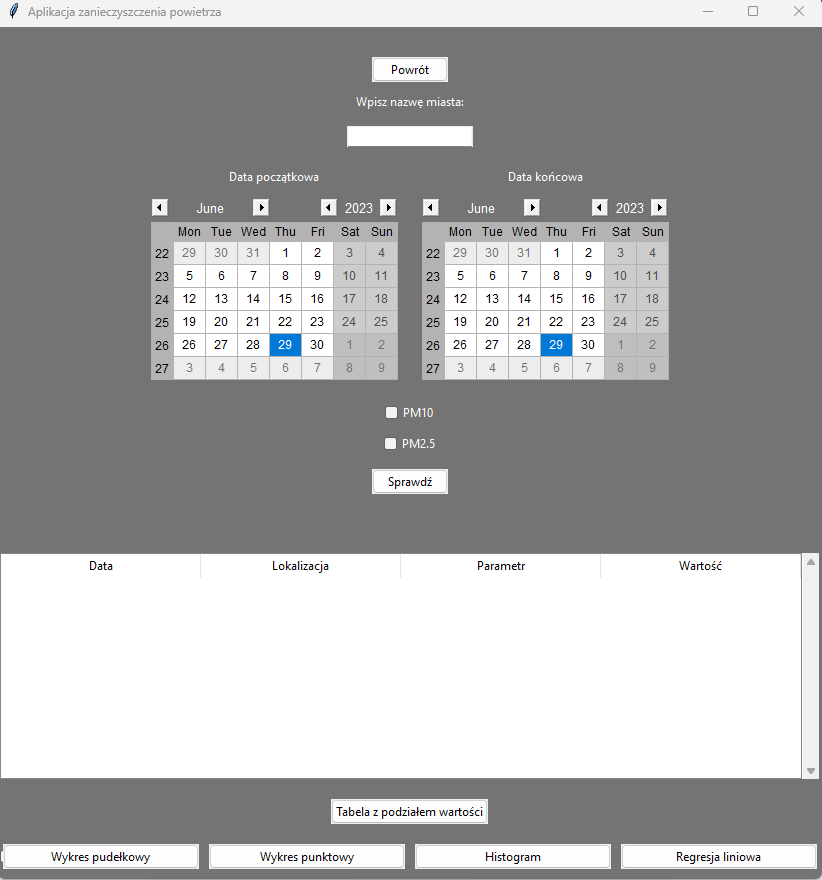 Aplikacja zanieczyszczenia powietrza
Powrót
Wpisz nazwę miasta:
Data początkowa
June 2023
Mon Tue Wed Thu Fri Sat Sun
22 29 30 31 1 2 3 4
23 5 6 7 8 9 10 11
24 12 13 14 15 16 17 18
25 19 20 21 22 23 24 25
26 26 27 28 29 30 1 2
27 3 4 5 6 7 8 9
Data końcowa
June 2023
Mon Tue Wed Thu Fri Sat Sun
22 29 30 31 1 2 3 4
23 5 6 7 8 9 10 11
24 12 13 14 15 16 17 18
25 19 20 21 22 23 24 25
26 26 27 28 29 30 1 2
27 3 4 5 6 7 8 9
PM10
PM2.5
Sprawdź
Data Lokalizacja Parametr Wartość
Tabela z podziałem wartości
Wykres pudełkowy Wykres punktowy Histogram Regresja liniowa